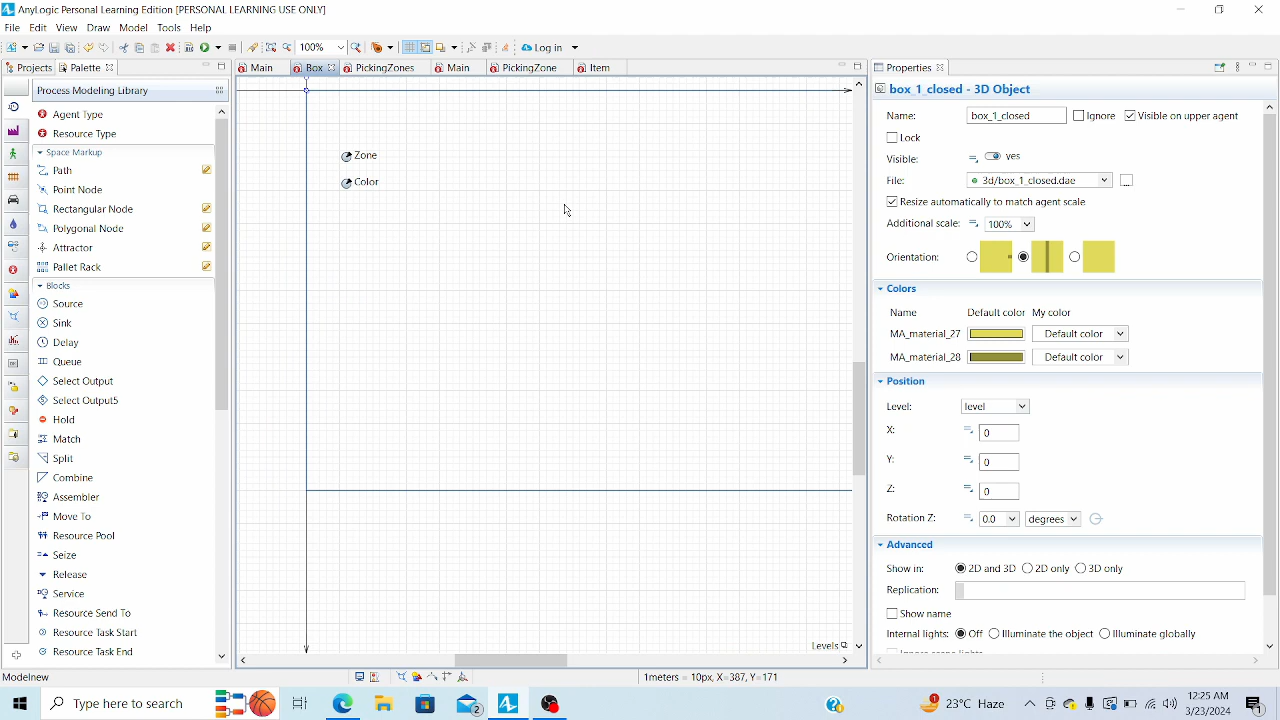 AnyLogic Personal Learning Edition [PERSONAL LEARNING USE ONLY]
File Edit View Draw Model Tools Help
100% Log in
Projects Palette
Main Box PickingZones Main PickingZone Item
Properties
Process Modeling Library
Agent Type
Resource Type
Space Markup
Path
Point Node
Rectangular Node
Polygonal Node
Attractor
Pallet Rack
Blocks
Source
Sink
Delay
Queue
Select Output
Select Output5
Hold
Match
Split
Combine
Assembler
Move To
Resource Pool
Seize
Release
Service
Resource Send To
Resource Task Start
Resource Task End
Zone
Color
Levels
box_1_closed - 3D Object
Name: box_1_closed Ignore Visible on upper agent
Lock
Visible: yes
File: 3d/box_1_closed.dae
Resize automatically to match agent scale
Additional scale: 100%
Orientation:
Colors
Name Default color My color
MA_material_27 Default color
MA_material_28 Default color
Position
Level: level
X: 0
Y: 0
Z: 0
Rotation Z: 0.0 degrees
Advanced
Show in: 2D and 3D 2D only 3D only
Replication:
Show name
Internal lights: Off Illuminate the object Illuminate globally
Modelnew
1meters = 10px, X=387, Y=171
Type here to search
2
1
23°C Haze
10:25 AM
3/28/2024
1